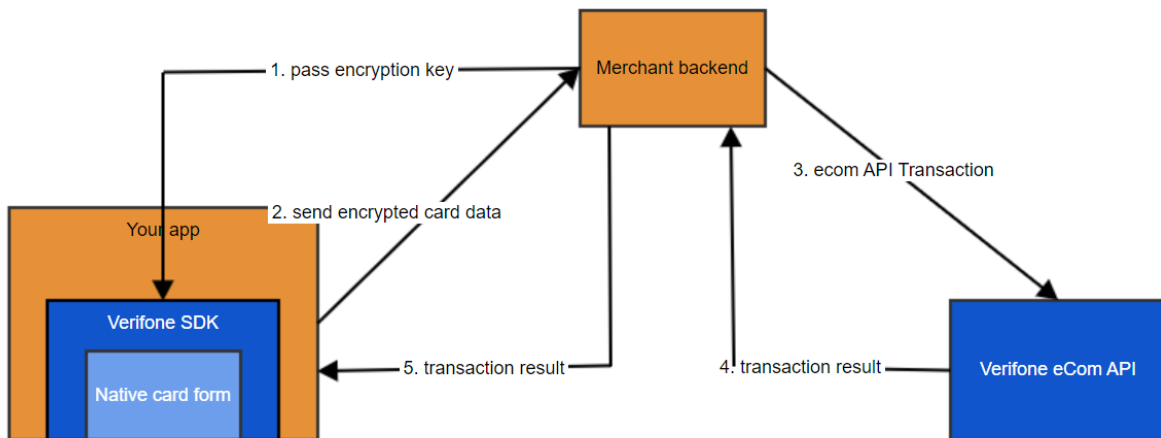 Merchant backend
1. pass encryption key
3. ecom API Transaction
2. send encrypted card data
Your app
Verifone SDK
5. transaction result
4. transaction result
Verifone eCom API
Native card form